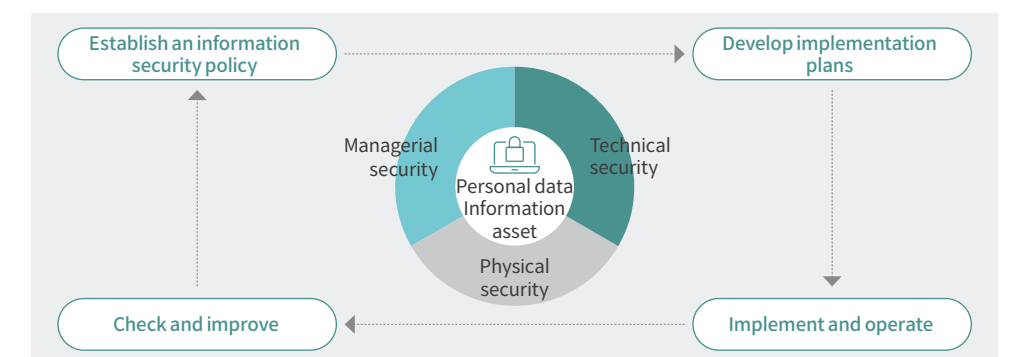 Establish an information
security policy
Develop implementation
plans
Managerial
security
Technical
security
Personal data
Information
asset
Physical
security
Check and improve
Implement and operate